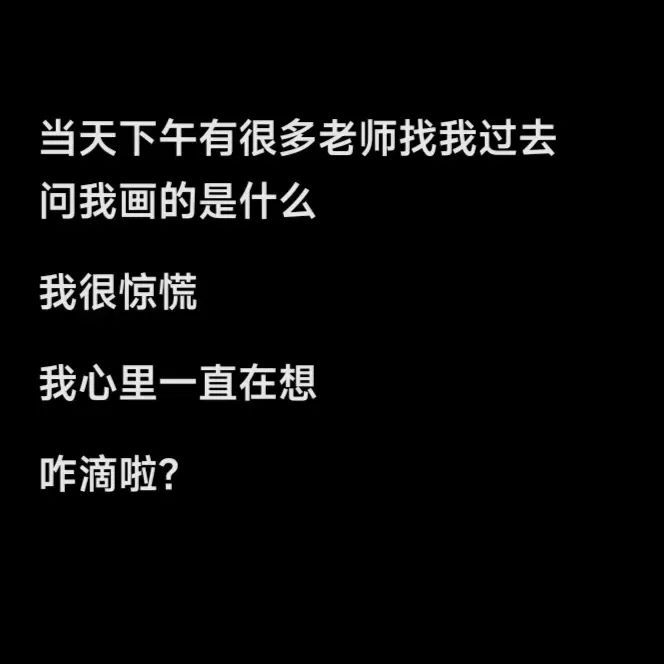 当天下午有很多老师找我过去
问我画的是什么
我很惊慌
我心里一直在想
咋滴啦？